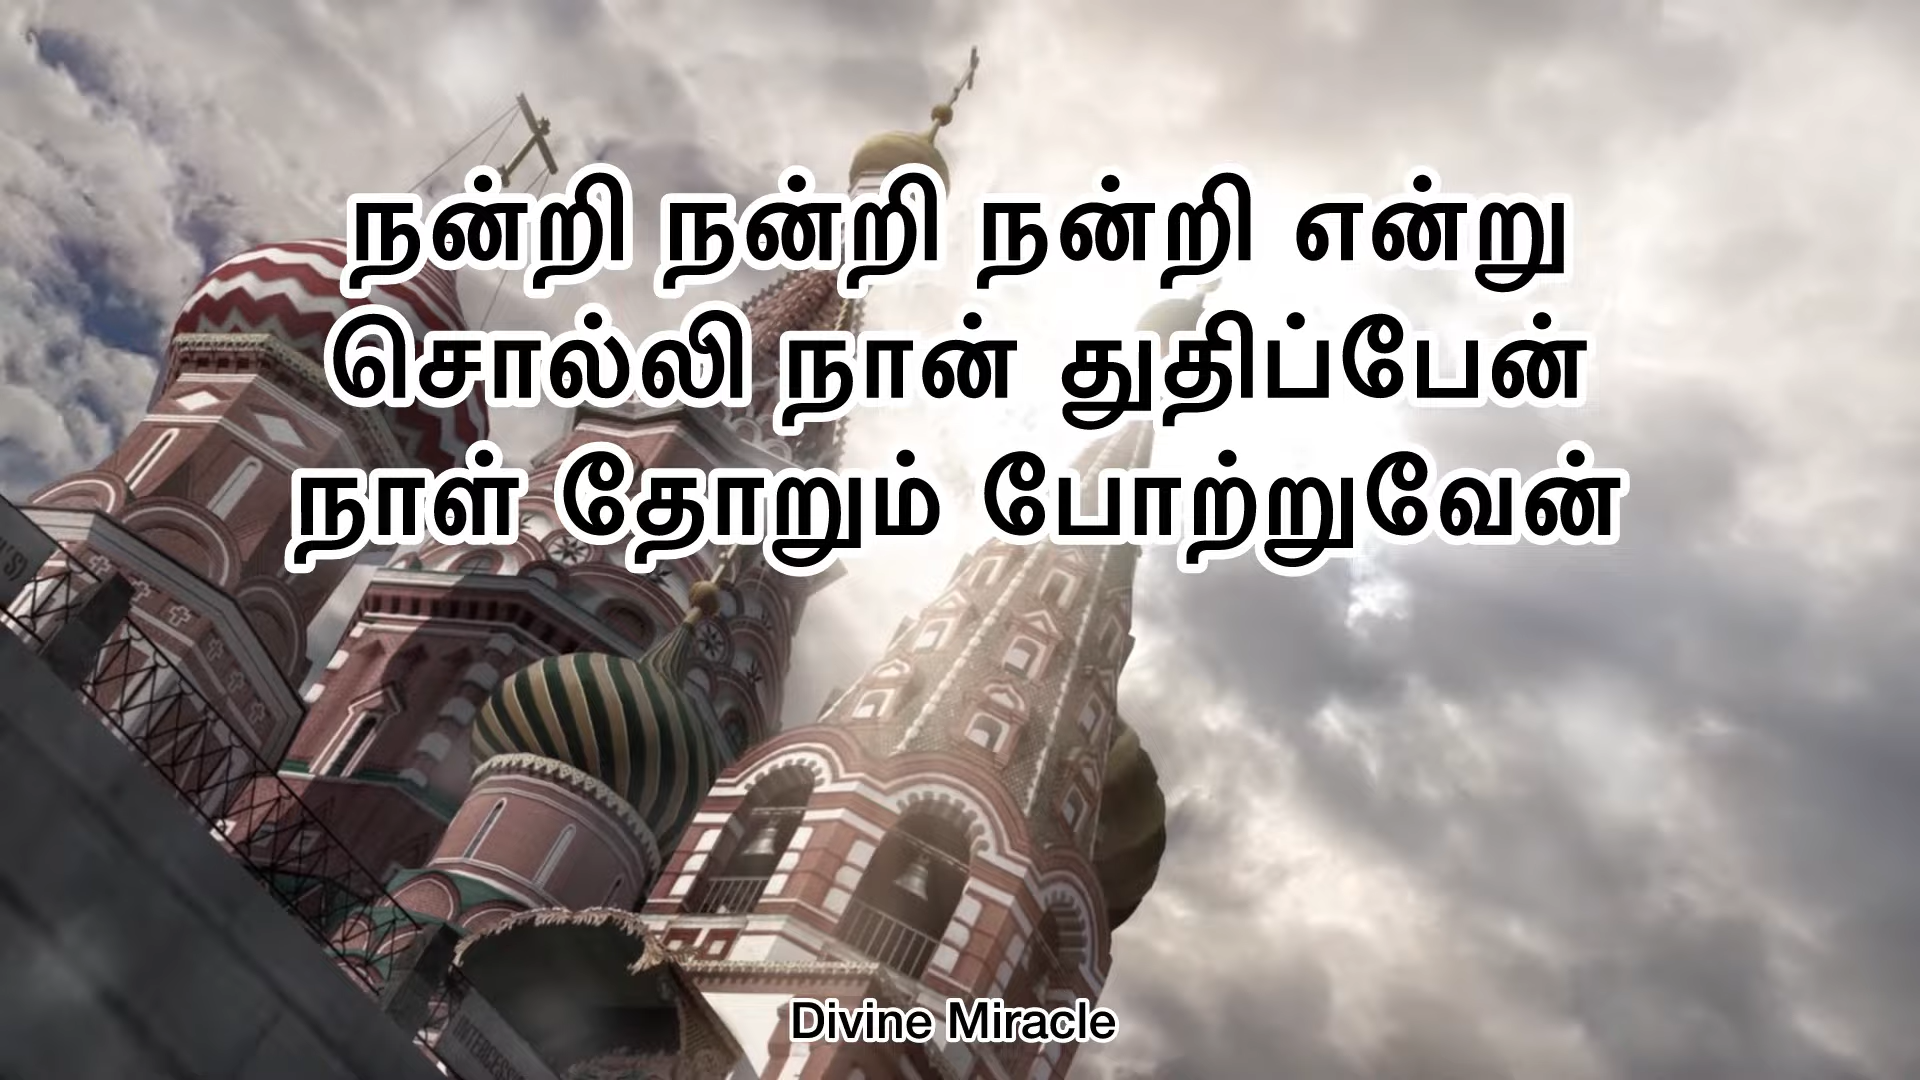 நன்றி நன்றி நன்றி என்று
சொல்லி நான் துதிப்பேன்
நாள் தோறும் போற்றுவேன்
Divine Miracle